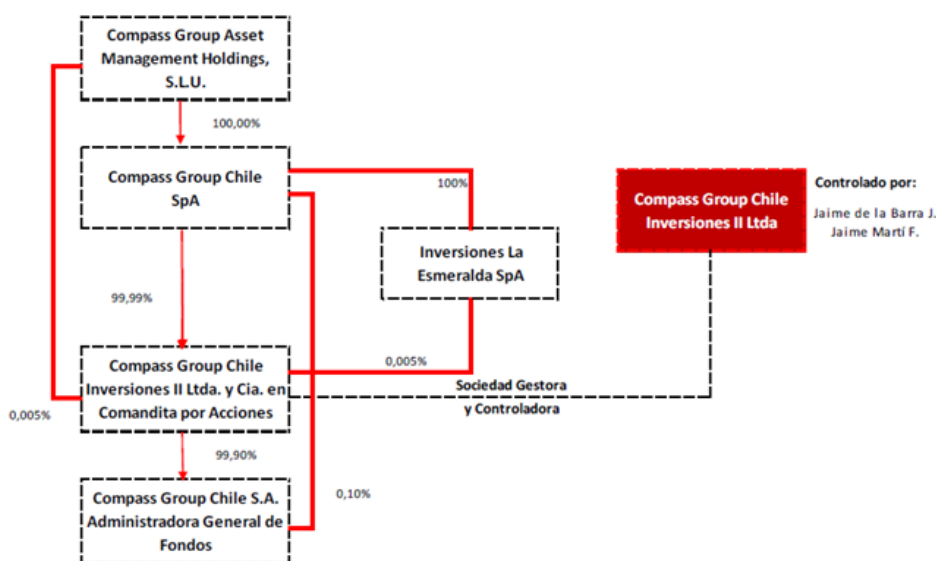 Compass Group Asset
Management Holdings,
S.L.U.
100,00%
Compass Group Chile
SpA
100%
Compass Group Chile
Inversiones II Ltda
Controlado por:
Jaime de la Barra J.
Jaime Martí F.
Inversiones La
Esmeralda SpA
99,99%
Compass Group Chile
Inversiones II Ltda. y Cia. en
Comandita por Acciones
0,005%
Sociedad Gestora
y Controladora
0,005%
99,90%
Compass Group Chile S.A.
Administradora General de
Fondos
0,10%